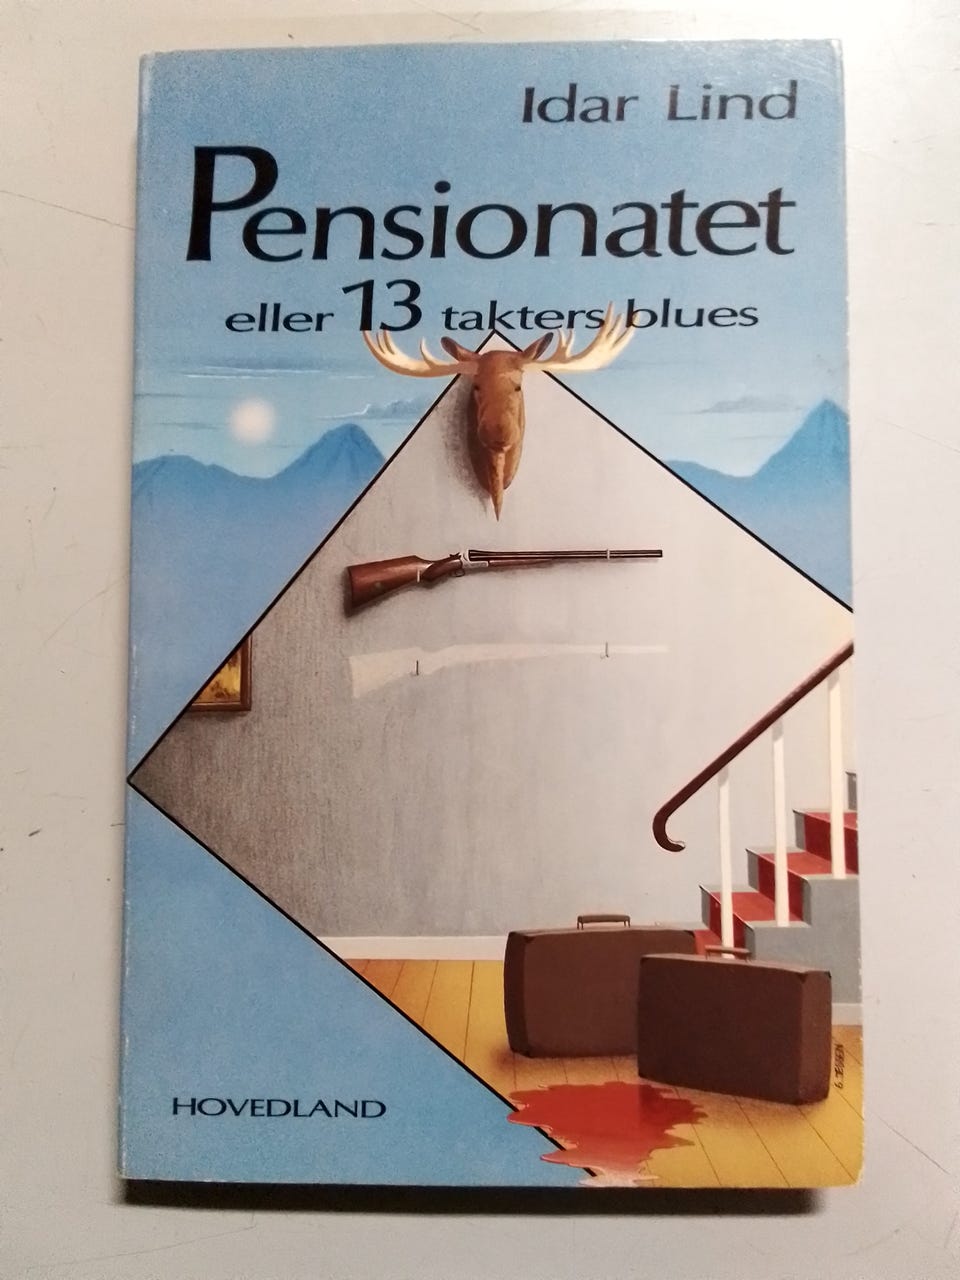 Idar Lind
Pensionatet
eller 13 takters blues
HOVEDLAND